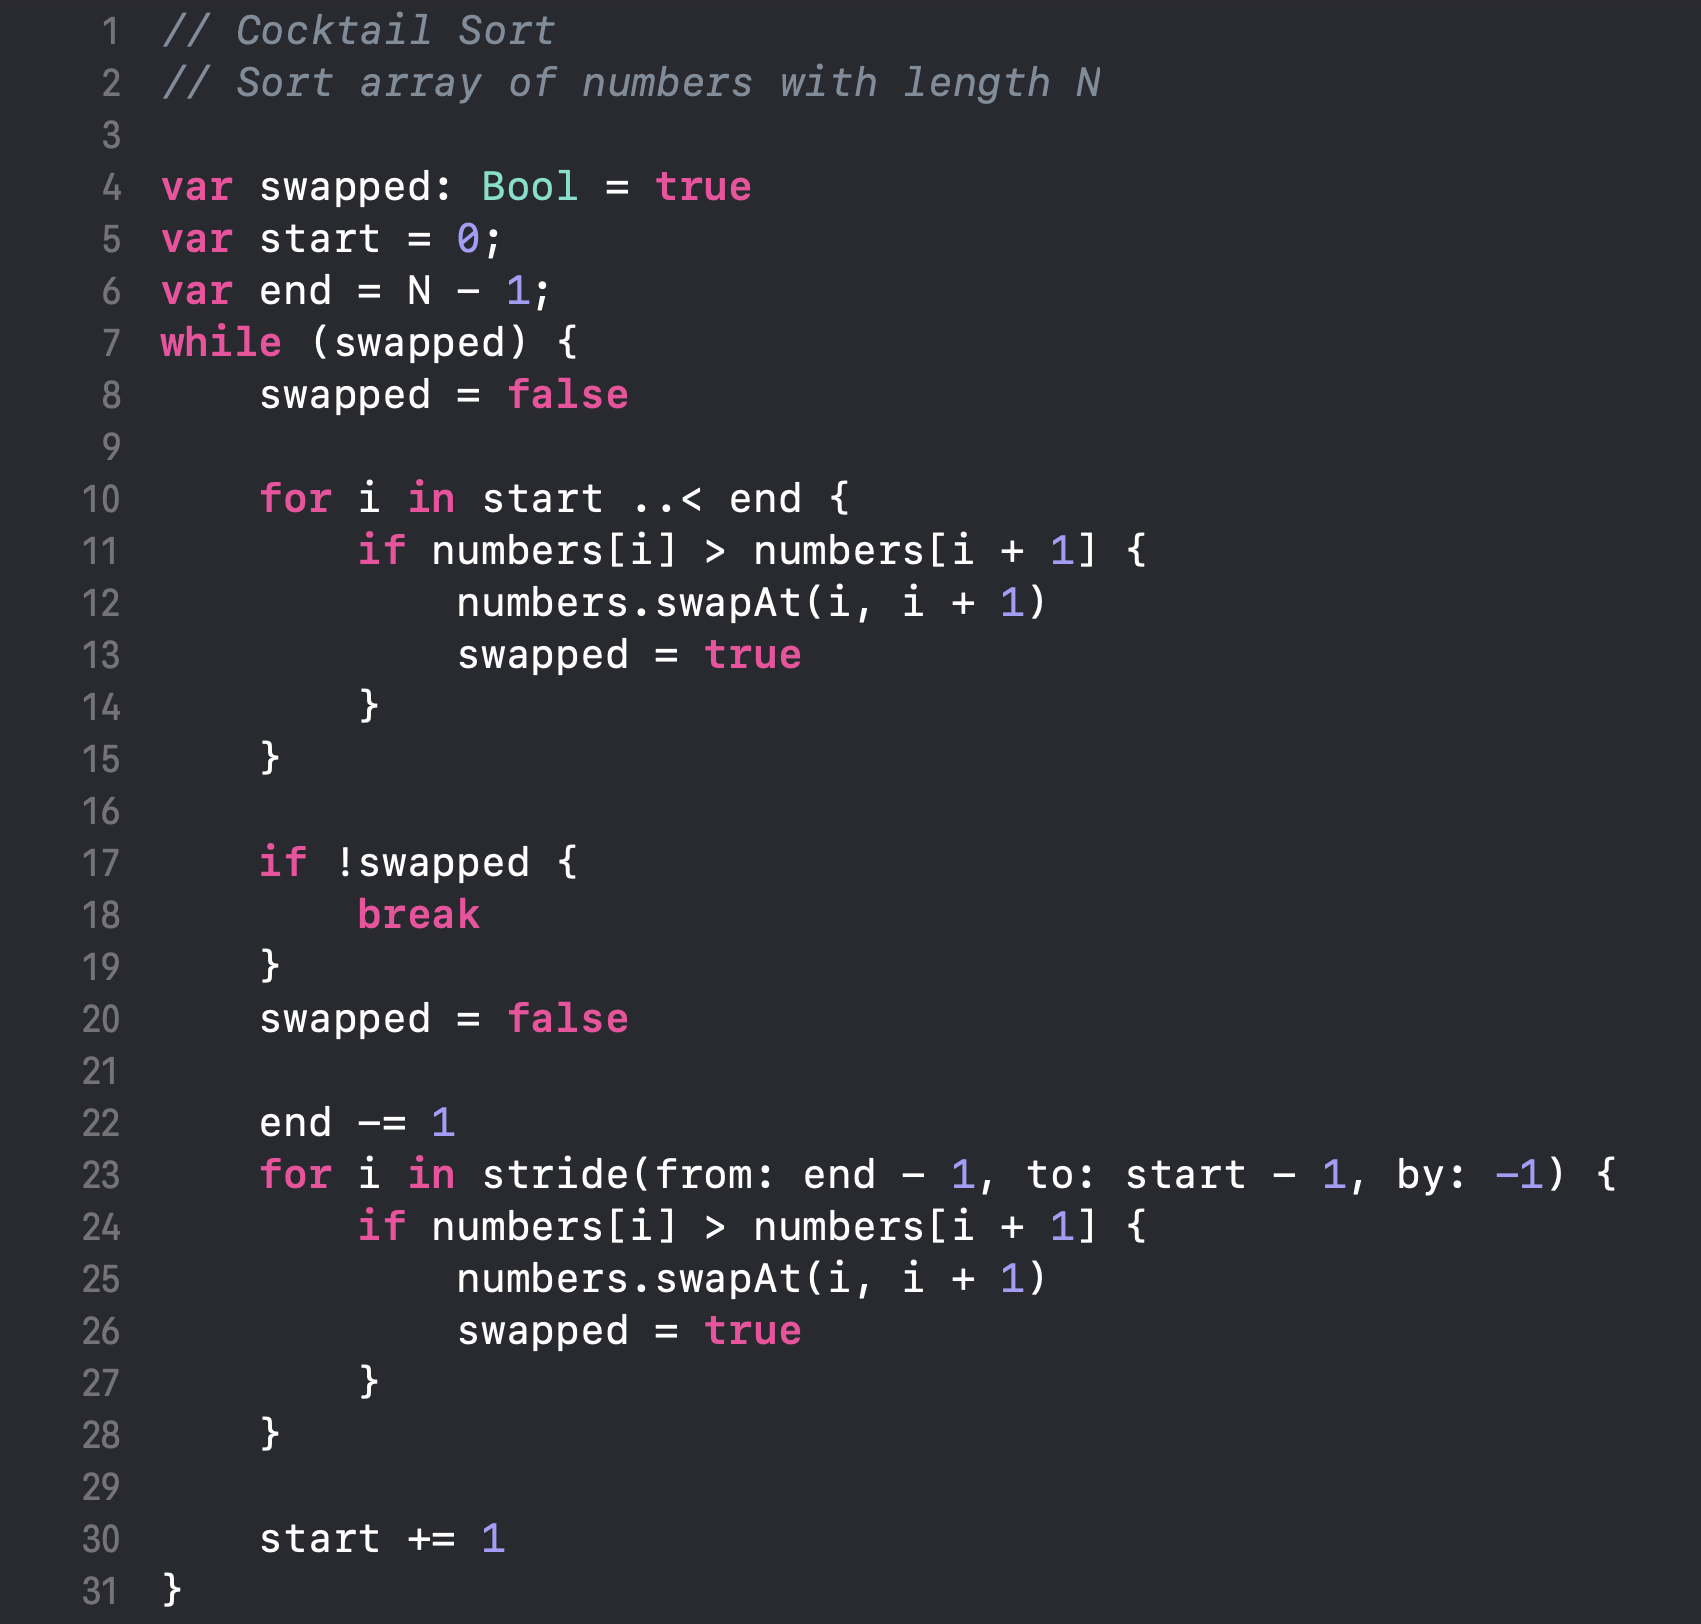 1 // Cocktail Sort
2 // Sort array of numbers with length N
3
4 var swapped: Bool = true
5 var start = 0;
6 var end = N - 1;
7 while (swapped) {
8     swapped = false
9
10     for i in start ..< end {
11         if numbers[i] > numbers[i + 1] {
12             numbers.swapAt(i, i + 1)
13             swapped = true
14         }
15     }
16
17     if !swapped {
18         break
19     }
20     swapped = false
21
22     end -= 1
23     for i in stride(from: end - 1, to: start - 1, by: -1) {
24         if numbers[i] > numbers[i + 1] {
25             numbers.swapAt(i, i + 1)
26             swapped = true
27         }
28     }
29
30     start += 1
31 }